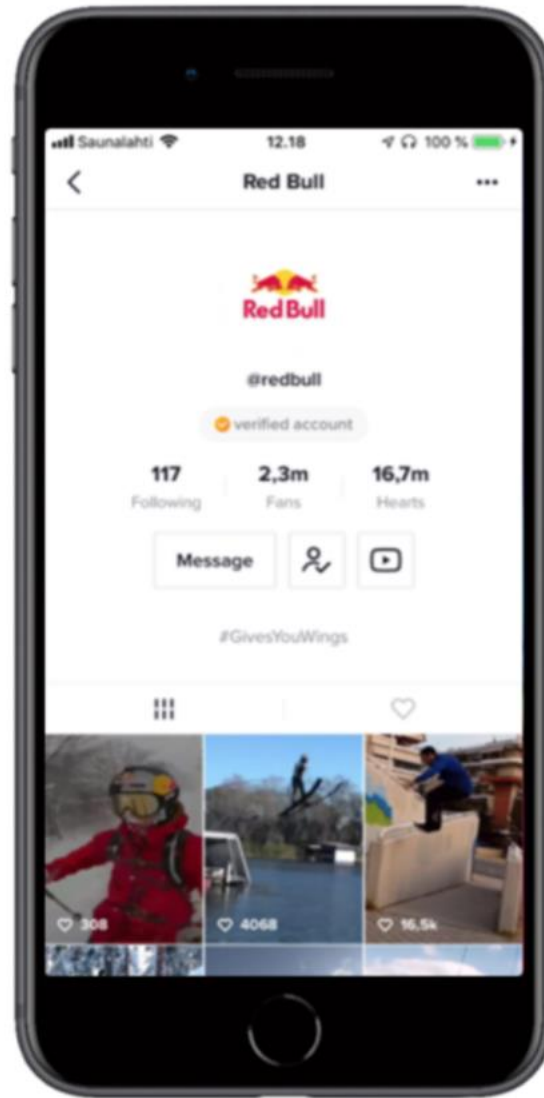 Saunalahti 12.18 100 %
Red Bull
Red Bull
@redbull
verified account
117 2,3m 16,7m
Following Fans Hearts
Message
#GivesYouWings
308 4068 16,5k